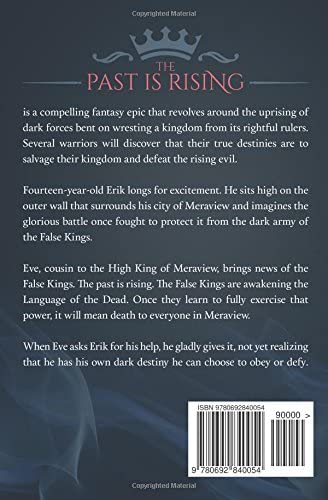 Copyrighted Material
THE
PAST IS RISING
is a compelling fantasy epic that revolves around the uprising of
dark forces bent on wresting a kingdom from its rightful rulers.
Several warriors will discover that their true destinies are to
salvage their kingdom and defeat the rising evil.
Fourteen-year-old Erik longs for excitement. He sits high on the
outer wall that surrounds his city of Meraview and imagines the
glorious battle once fought to protect it from the dark army of
the False Kings.
Eve, cousin to the High King of Meraview, brings news of the
False Kings. The past is rising. The False Kings are awakening the
Language of the Dead. Once they learn to fully exercise that
power, it will mean death to everyone in Meraview.
When Eve asks Erik for his help, he gladly gives it, not yet realizing
that he has his own dark destiny he can choose to obey or defy.
ISBN 9780692840054
90000 >
9 780692 840054
Copyrighted Material